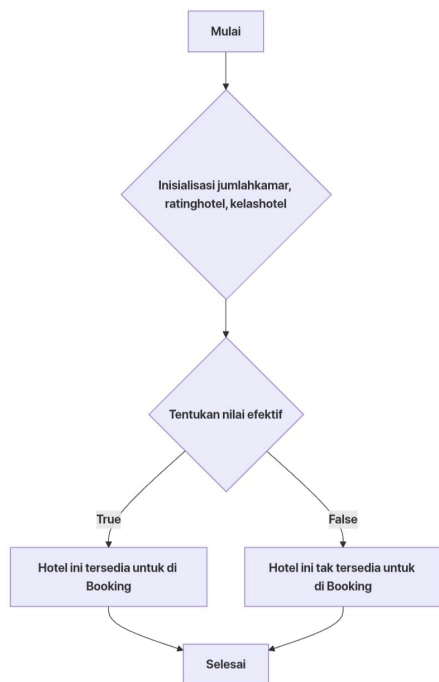 Mulai
Inisialisasi jumlahkamar,
ratinghotel, kelashotel
Tentukan nilai efektif
True
False
Hotel ini tersedia untuk di
Booking
Hotel ini tak tersedia untuk
di Booking
Selesai